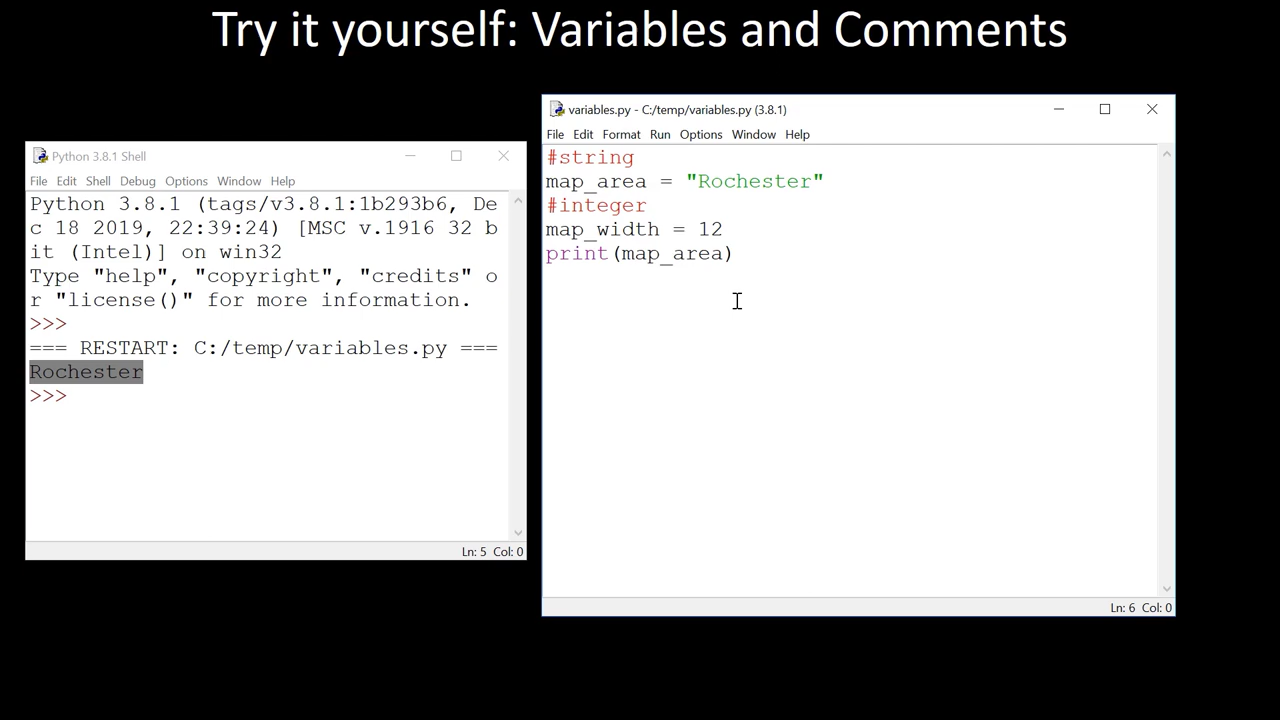 Try it yourself: Variables and Comments
Python 3.8.1 Shell
File Edit Shell Debug Options Window Help
Python 3.8.1 (tags/v3.8.1:1b293b6, De
c 18 2019, 22:39:24) [MSC v.1916 32 b
it (Intel)] on win32
Type "help", "copyright", "credits" o
r "license()" for more information.
>>>
=== RESTART: C:/temp/variables.py ===
Rochester
>>>
Ln: 5 Col: 0
variables.py - C:/temp/variables.py (3.8.1)
File Edit Format Run Options Window Help
#string
map_area = "Rochester"
#integer
map_width = 12
print(map_area)
Ln: 6 Col: 0